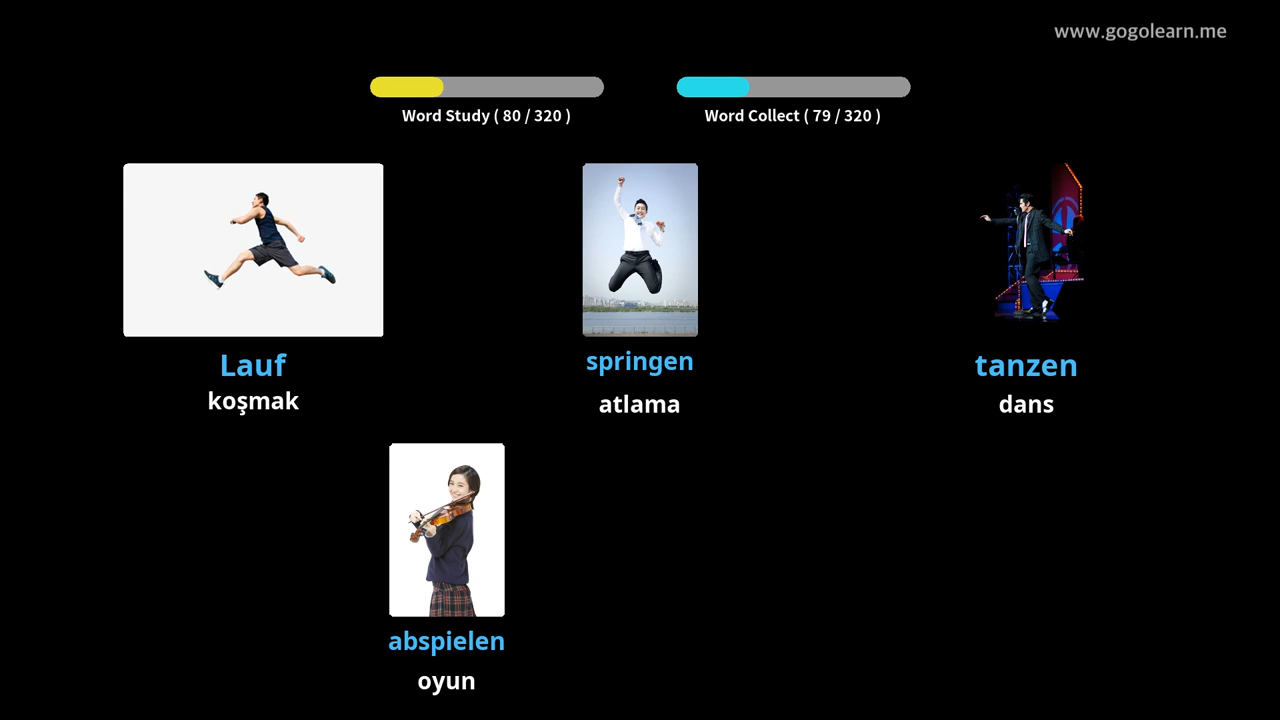 www.gogolearn.me
Word Study ( 80 / 320 )
Word Collect ( 79 / 320 )
Lauf
koşmak
springen
atlama
tanzen
dans
abspielen
oyun